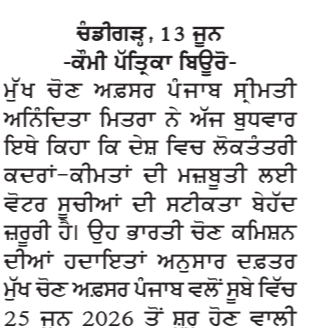 ਚੰਡੀਗੜ੍ਹ, 13 ਜੂਨ
-ਕੌਮੀ ਪੱਤ੍ਰਿਕਾ ਬਿਊਰੋ-
ਮੁੱਖ ਚੋਣ ਅਫ਼ਸਰ ਪੰਜਾਬ ਸ੍ਰੀਮਤੀ
ਅਨਿੰਦਿਤਾ ਮਿਤਰਾ ਨੇ ਅੱਜ ਬੁਧਵਾਰ
ਇਥੇ ਕਿਹਾ ਕਿ ਦੇਸ਼ ਵਿਚ ਲੋਕਤੰਤਰੀ
ਕਦਰਾਂ-ਕੀਮਤਾਂ ਦੀ ਮਜ਼ਬੂਤੀ ਲਈ
ਵੋਟਰ ਸੂਚੀਆਂ ਦੀ ਸਟੀਕਤਾ ਬੇਹੱਦ
ਜ਼ਰੂਰੀ ਹੈ। ਉਹ ਭਾਰਤੀ ਚੋਣ ਕਮਿਸ਼ਨ
ਦੀਆਂ ਹਦਾਇਤਾਂ ਅਨੁਸਾਰ ਦਫ਼ਤਰ
ਮੁੱਖ ਚੋਣ ਅਫ਼ਸਰ ਪੰਜਾਬ ਵਲੋਂ ਸੂਬੇ ਵਿੱਚ
25 ਜੂਨ 2026 ਤੋਂ ਸ਼ੁਰੂ ਹੋਣ ਵਾਲੀ